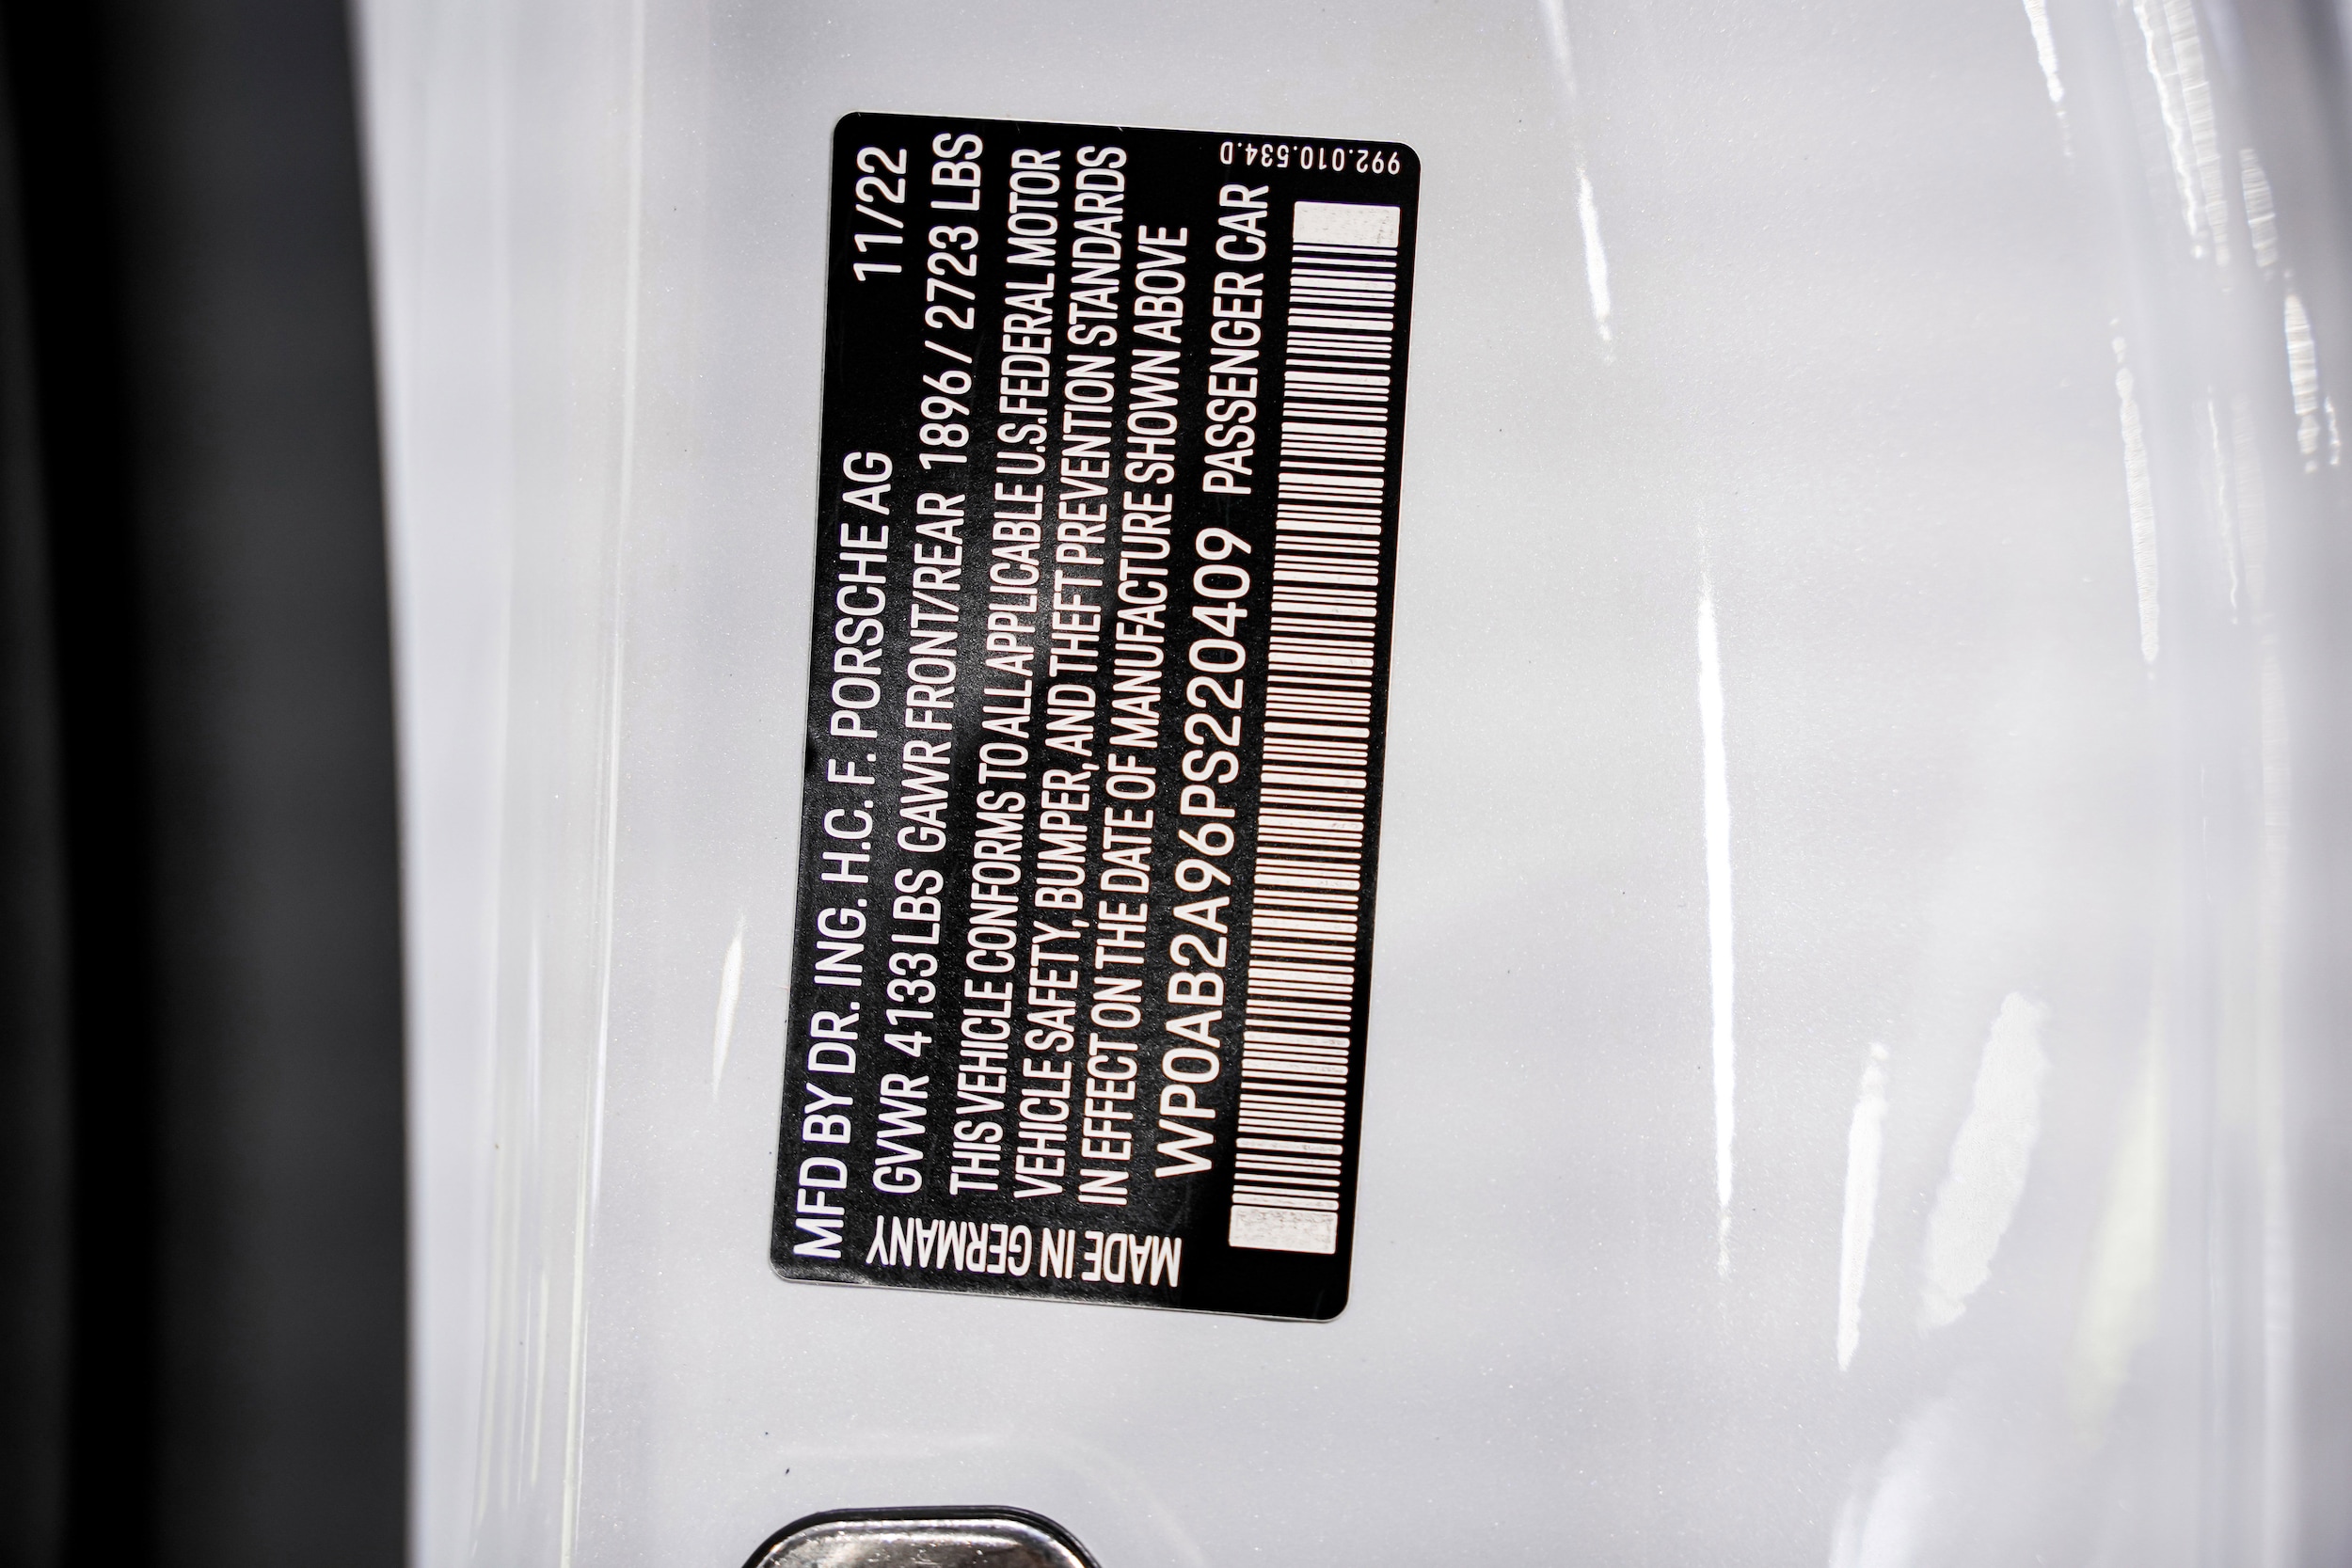 MFD BY DR. ING. H.C. F. PORSCHE AG 11/22
GVWR 4133 LBS GAWR FRONT/REAR 1896 / 2723 LBS
THIS VEHICLE CONFORMS TO ALL APPLICABLE U.S. FEDERAL MOTOR
VEHICLE SAFETY, BUMPER, AND THEFT PREVENTION STANDARDS
IN EFFECT ON THE DATE OF MANUFACTURE SHOWN ABOVE
WP0AB2A96PS220409 PASSENGER CAR
MADE IN GERMANY
992.010.534.D